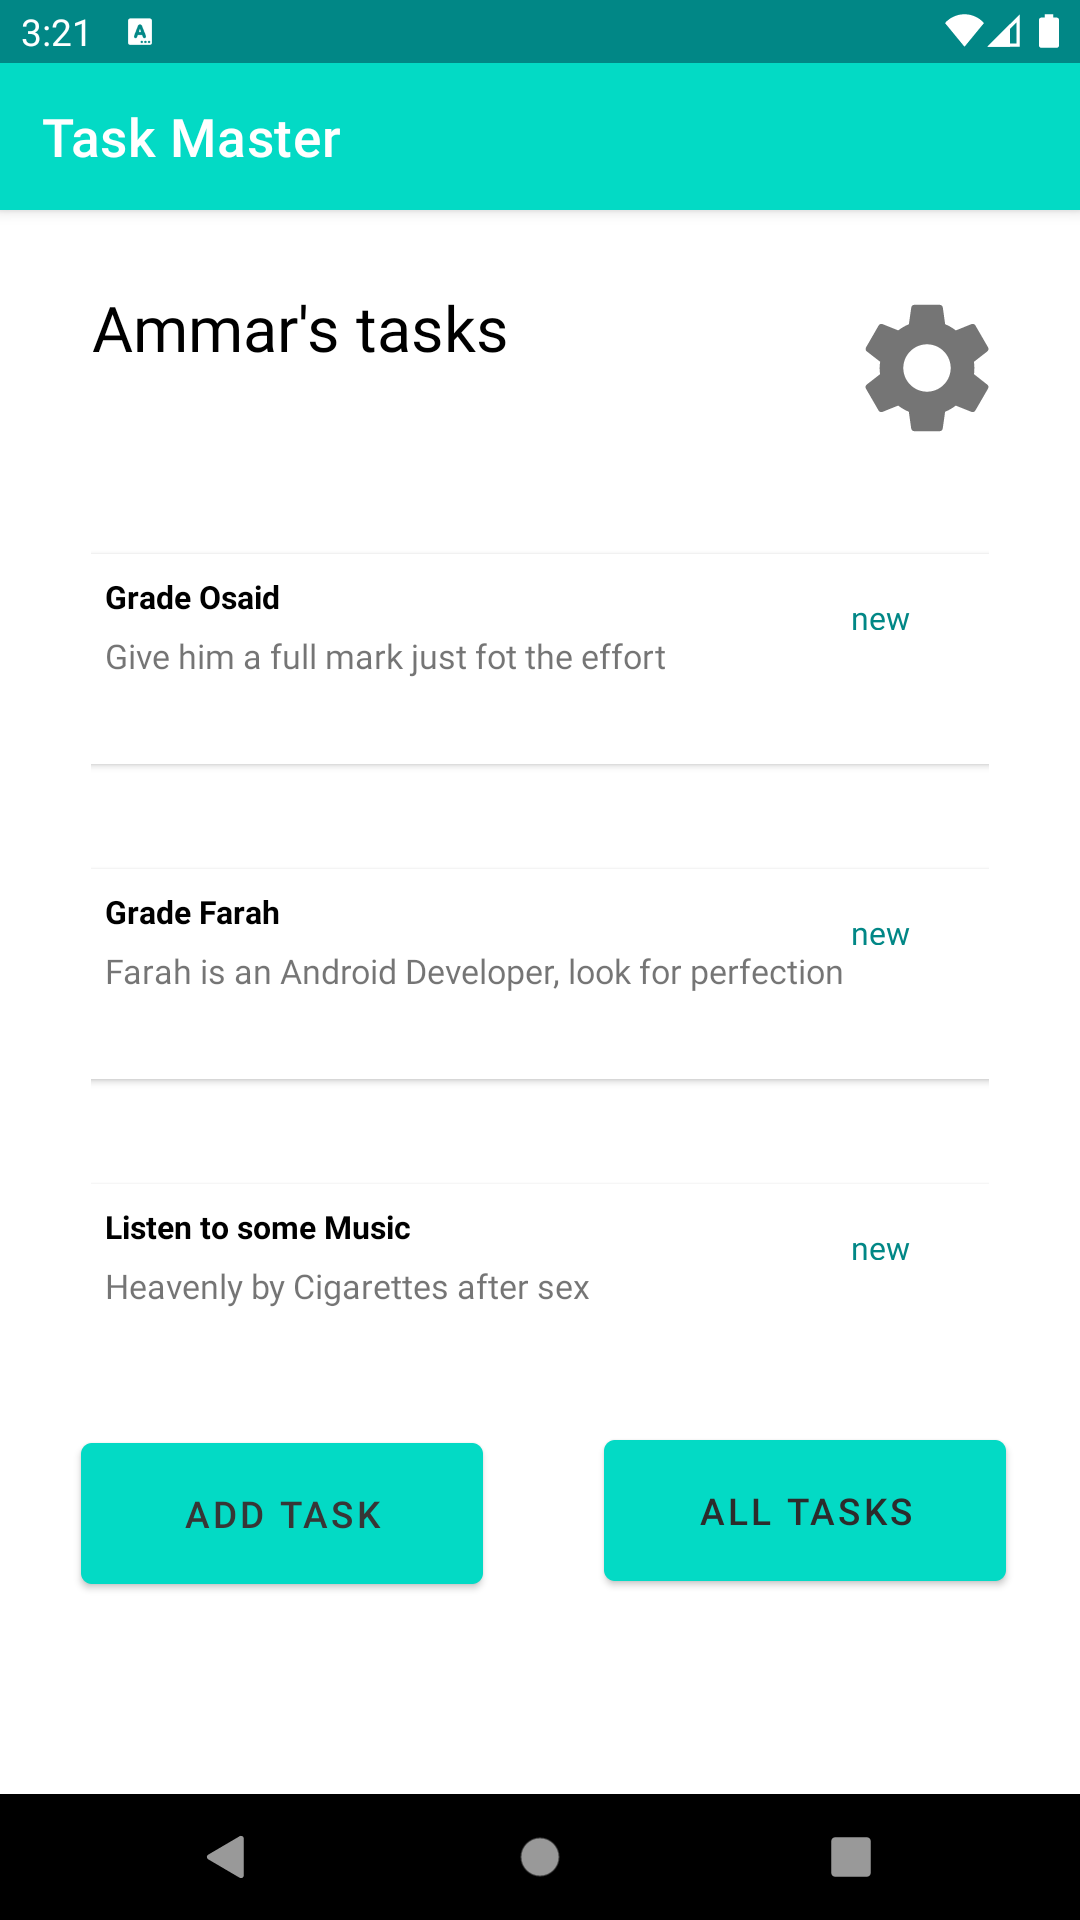 3:21
Task Master
Ammar's tasks
Grade Osaid
new
Give him a full mark just fot the effort
Grade Farah
new
Farah is an Android Developer, look for perfection
Listen to some Music
new
Heavenly by Cigarettes after sex
ADD TASK
ALL TASKS